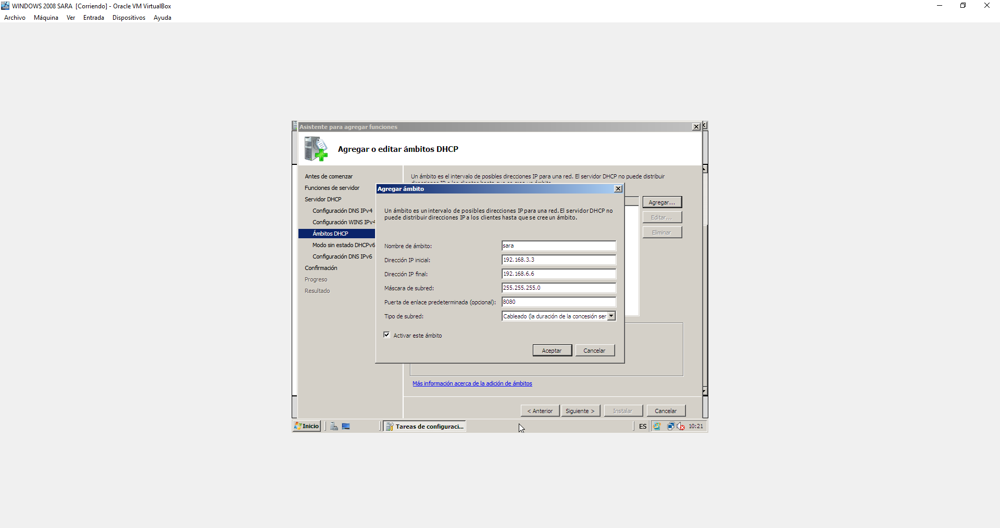 WINDOWS 2008 SARA [Corriendo] - Oracle VM VirtualBox
Archivo Máquina Ver Entrada Dispositivos Ayuda
Asistente para agregar funciones
Agregar o editar ámbitos DHCP
Antes de comenzar
Funciones de servidor
Servidor DHCP
Configuración DNS IPv4
Configuración WINS IPv4
Ámbitos DHCP
Modo sin estado DHCPv6
Configuración DNS IPv6
Confirmación
Progreso
Resultado
Un ámbito es el intervalo de posibles direcciones IP para una red. El servidor DHCP no puede distribuir
Agregar...
Editar...
Eliminar
Agregar ámbito
Un ámbito es un intervalo de posibles direcciones IP para una red. El servidor DHCP no
puede distribuir direcciones IP a los clientes hasta que se cree un ámbito.
Nombre de ámbito: sara
Dirección IP inicial: 192.168.3.3
Dirección IP final: 192.168.6.6
Máscara de subred: 255.255.255.0
Puerta de enlace predeterminada (opcional): 8080
Tipo de subred: Cableado (la duración de la concesión ser
Activar este ámbito
Aceptar Cancelar
Más información acerca de la adición de ámbitos
< Anterior Siguiente > Instalar Cancelar
Inicio Tareas de configuraci... ES 10:21